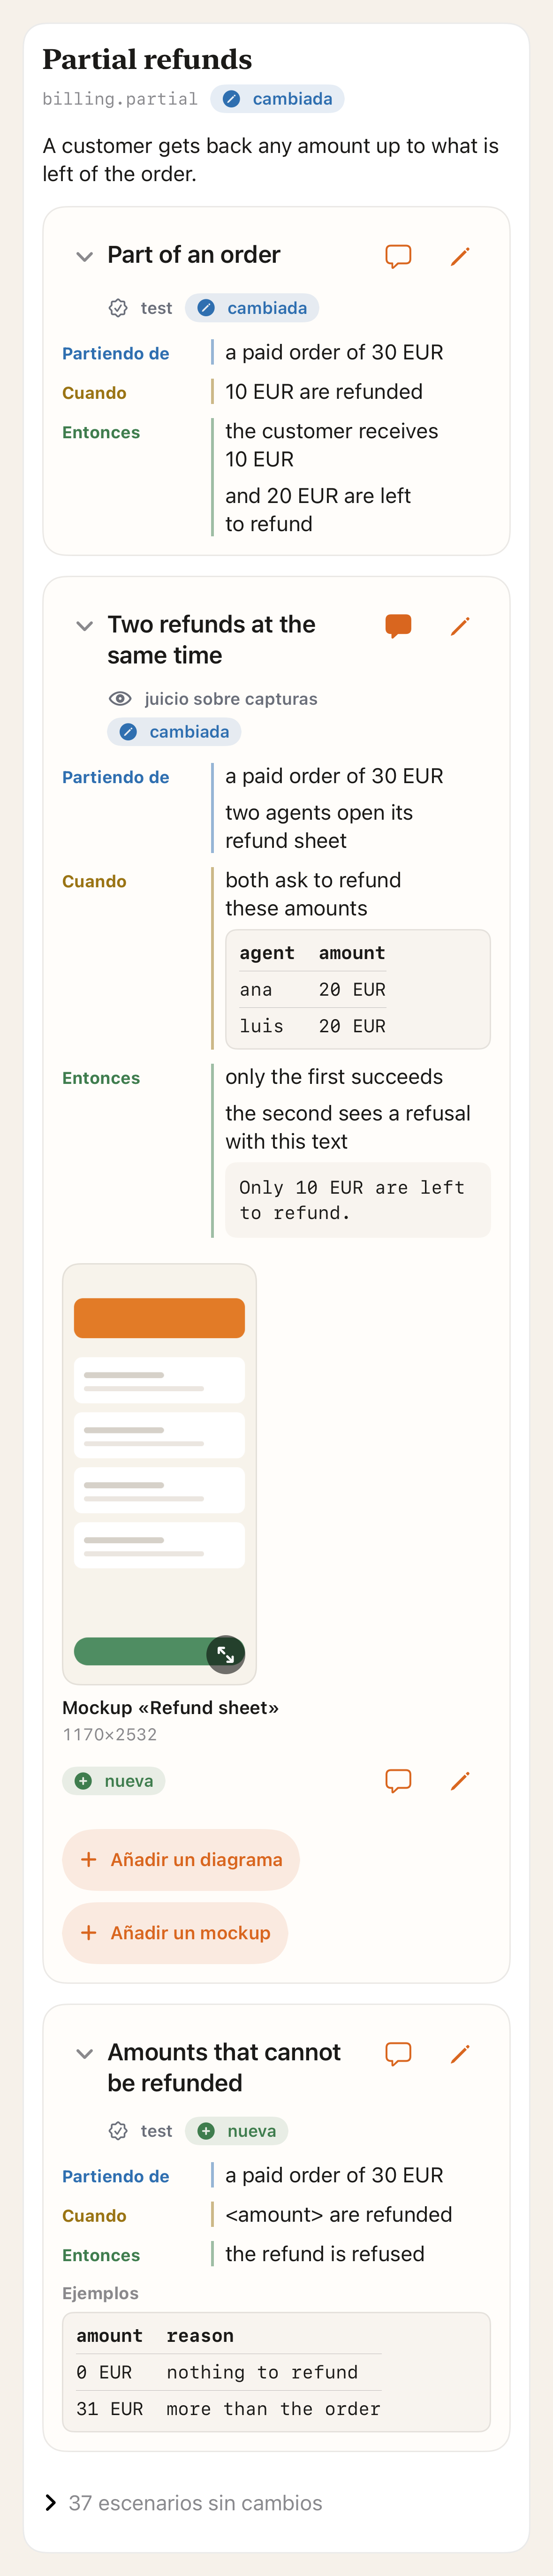 Partial refunds
billing.partial cambiada
A customer gets back any amount up to what is
left of the order.
Part of an order
test cambiada
Partiendo de a paid order of 30 EUR
Cuando 10 EUR are refunded
Entonces the customer receives
10 EUR
and 20 EUR are left
to refund
Two refunds at the
same time
juicio sobre capturas
cambiada
Partiendo de a paid order of 30 EUR
two agents open its
refund sheet
Cuando both ask to refund
these amounts
agent amount
ana 20 EUR
luis 20 EUR
Entonces only the first succeeds
the second sees a refusal
with this text
Only 10 EUR are left
to refund.
Mockup «Refund sheet»
1170×2532
nueva
+ Añadir un diagrama
+ Añadir un mockup
Amounts that cannot
be refunded
test nueva
Partiendo de a paid order of 30 EUR
Cuando <amount> are refunded
Entonces the refund is refused
Ejemplos
amount reason
0 EUR nothing to refund
31 EUR more than the order
37 escenarios sin cambios